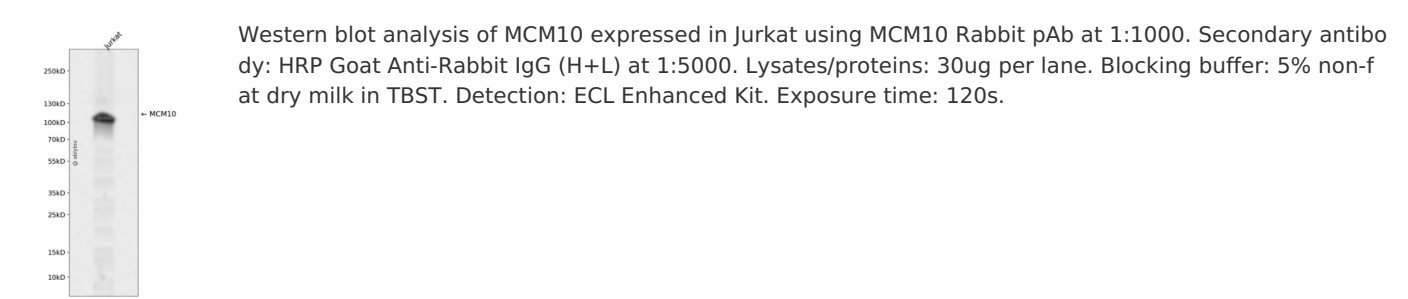 Jurkat
250kD
130kD
← MCM10
100kD
70kD
55kD
@ ablybio
35kD
25kD
15kD
10kD
Western blot analysis of MCM10 expressed in Jurkat using MCM10 Rabbit pAb at 1:1000. Secondary antibo
dy: HRP Goat Anti-Rabbit IgG (H+L) at 1:5000. Lysates/proteins: 30ug per lane. Blocking buffer: 5% non-f
at dry milk in TBST. Detection: ECL Enhanced Kit. Exposure time: 120s.